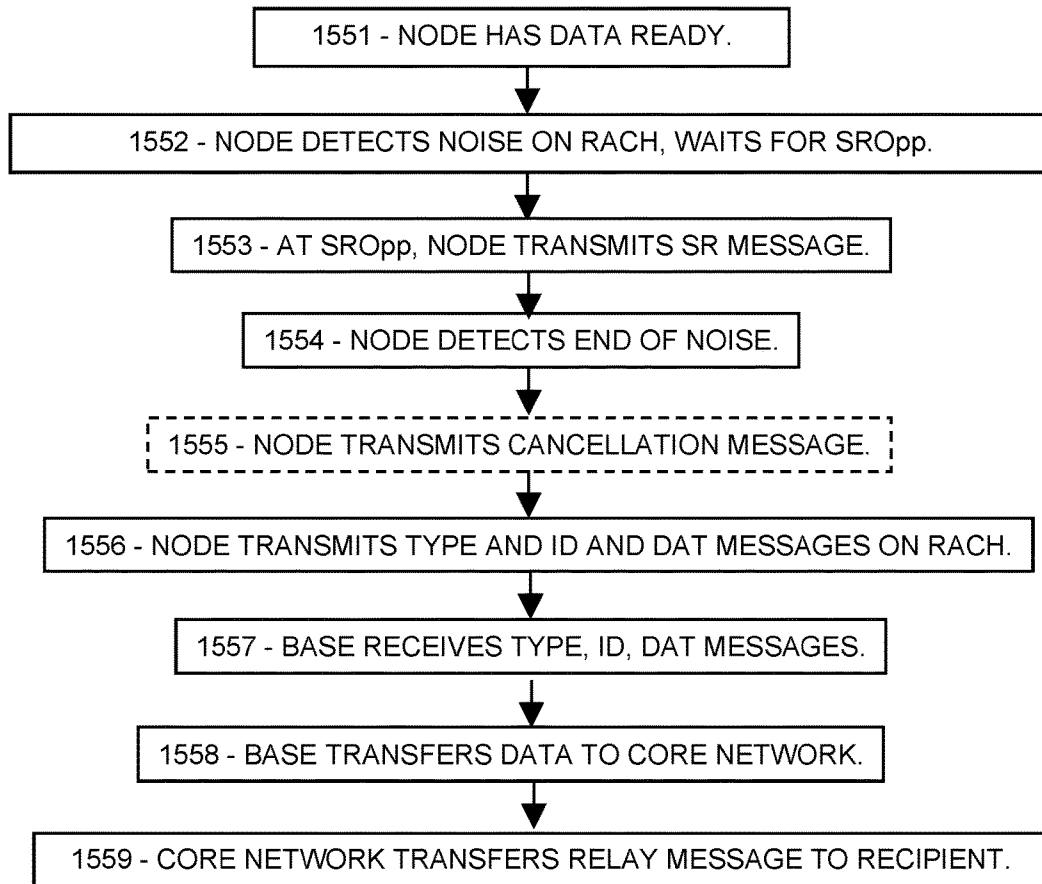 1551 - NODE HAS DATA READY.
1552 - NODE DETECTS NOISE ON RACH, WAITS FOR SROpp.
1553 - AT SROpp, NODE TRANSMITS SR MESSAGE.
1554 - NODE DETECTS END OF NOISE.
1555 - NODE TRANSMITS CANCELLATION MESSAGE.
1556 - NODE TRANSMITS TYPE AND ID AND DAT MESSAGES ON RACH.
1557 - BASE RECEIVES TYPE, ID, DAT MESSAGES.
1558 - BASE TRANSFERS DATA TO CORE NETWORK.
1559 - CORE NETWORK TRANSFERS RELAY MESSAGE TO RECIPIENT.